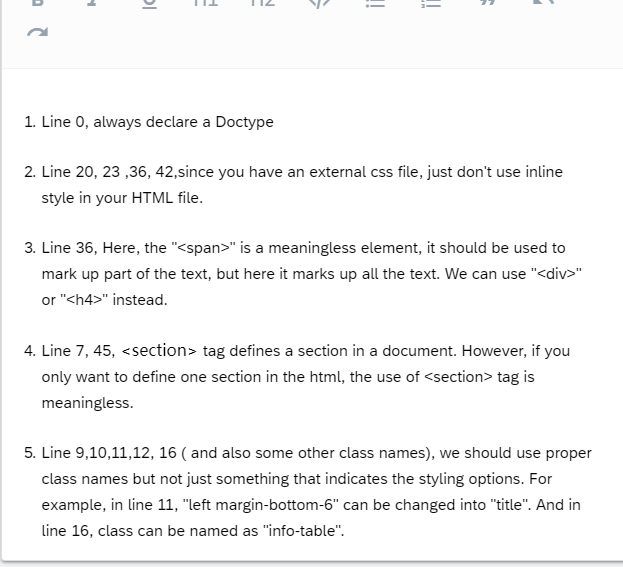 1. Line 0, always declare a Doctype
2. Line 20, 23 ,36, 42,since you have an external css file, just don't use inline
style in your HTML file.
3. Line 36, Here, the "<span>" is a meaningless element, it should be used to
mark up part of the text, but here it marks up all the text. We can use "<div>"
or "<h4>" instead.
4. Line 7, 45, <section> tag defines a section in a document. However, if you
only want to define one section in the html, the use of <section> tag is
meaningless.
5. Line 9,10,11,12, 16 ( and also some other class names), we should use proper
class names but not just something that indicates the styling options. For
example, in line 11, "left margin-bottom-6" can be changed into "title". And in
line 16, class can be named as "info-table".